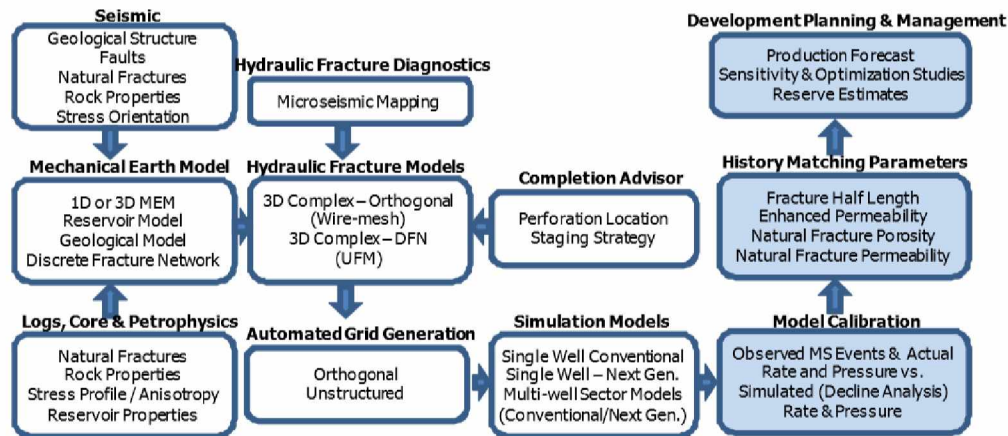 Seismic
Geological Structure
Faults
Natural Fractures
Rock Properties
Stress Orientation
Hydraulic Fracture Diagnostics
Microseismic Mapping
Development Planning & Management
Production Forecast
Sensitivity & Optimization Studies
Reserve Estimates
Mechanical Earth Model
1D or 3D MEM
Reservoir Model
Geological Model
Discrete Fracture Network
Hydraulic Fracture Models
3D Complex – Orthogonal
(Wire-mesh)
3D Complex – DFN
(UFM)
Completion Advisor
Perforation Location
Staging Strategy
History Matching Parameters
Fracture Half Length
Enhanced Permeability
Natural Fracture Porosity
Natural Fracture Permeability
Logs, Core & Petrophysics
Natural Fractures
Rock Properties
Stress Profile / Anisotropy
Reservoir Properties
Automated Grid Generation
Orthogonal
Unstructured
Simulation Models
Single Well Conventional
Single Well – Next Gen.
Multi-well Sector Models
(Conventional/Next Gen.)
Model Calibration
Observed MS Events & Actual
Rate and Pressure vs.
Simulated (Decline Analysis)
Rate & Pressure